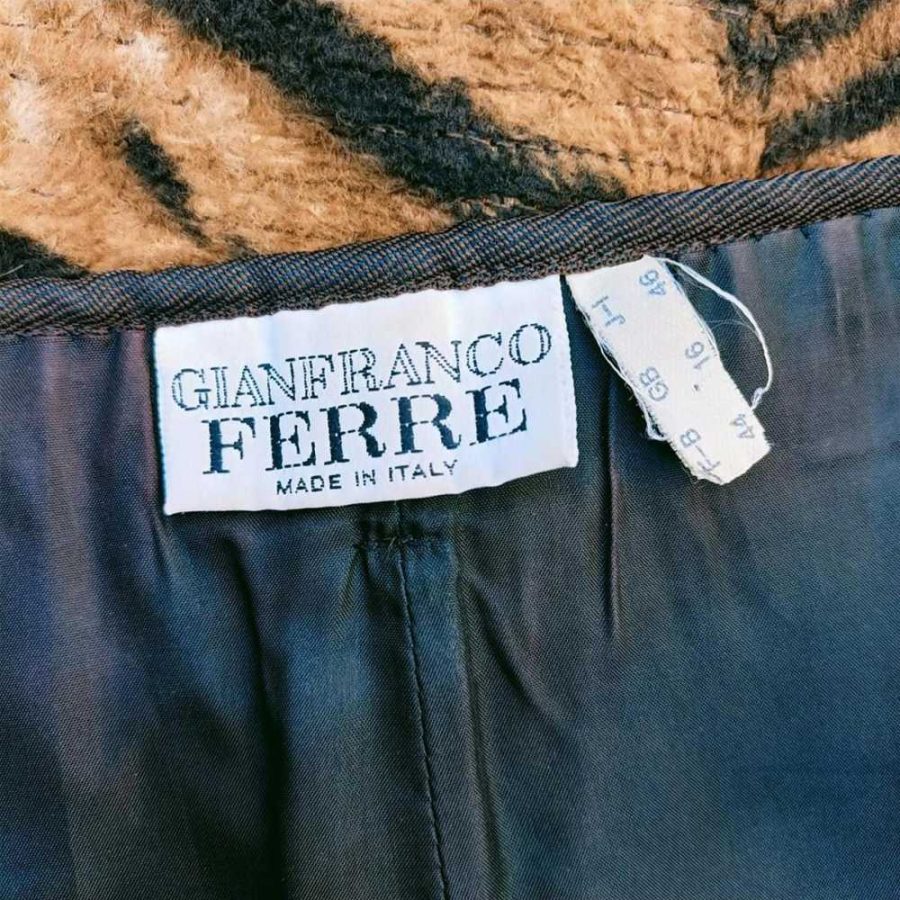 GIANFRANCO
FERRE
MADE IN ITALY
J-I 46
GB 16
F-B 44